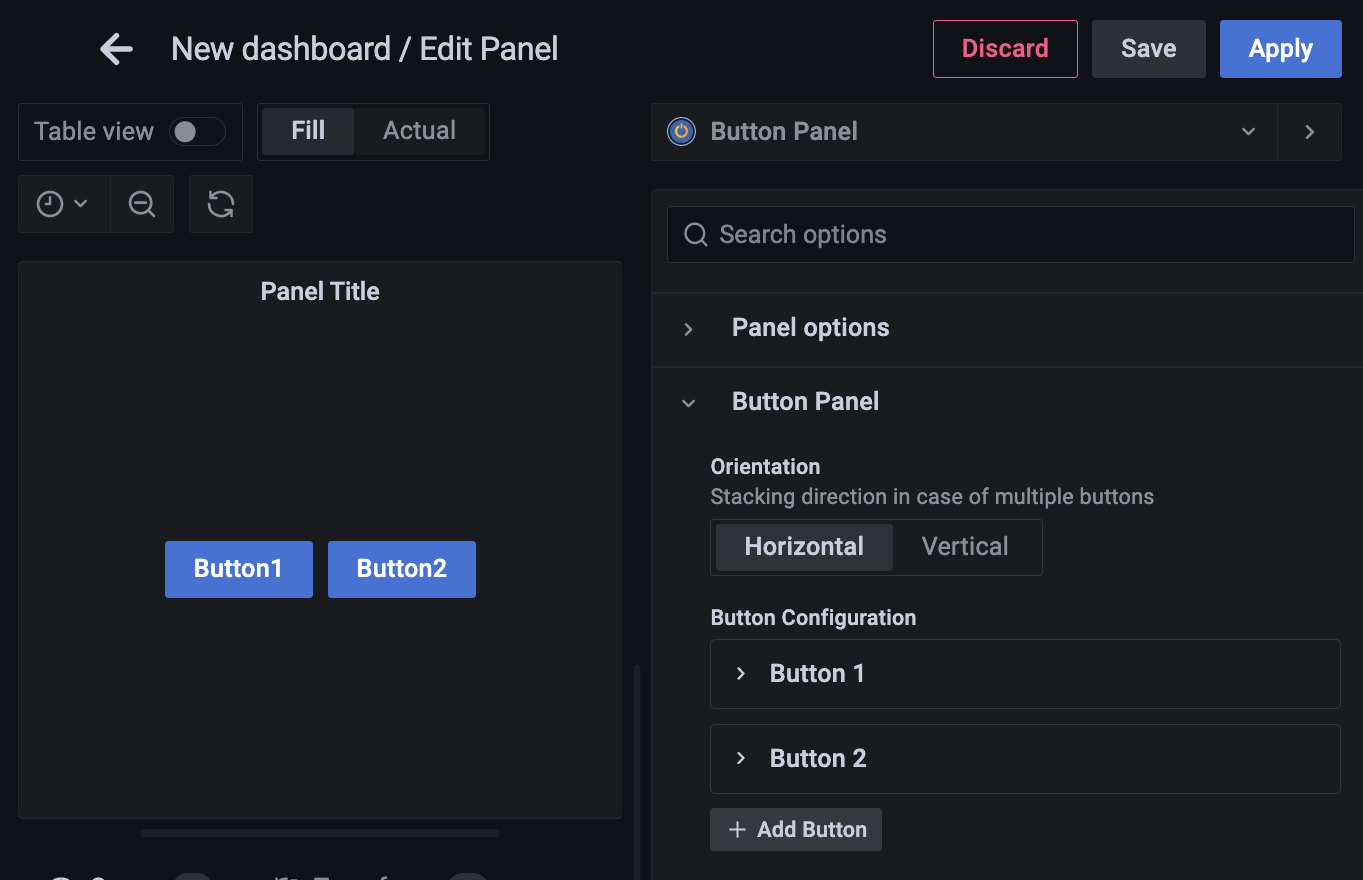 New dashboard / Edit Panel
Discard
Save
Apply
Table view
Fill
Actual
Button Panel
Search options
Panel Title
Panel options
Button Panel
Orientation
Stacking direction in case of multiple buttons
Horizontal
Vertical
Button1
Button2
Button Configuration
Button 1
Button 2
+ Add Button